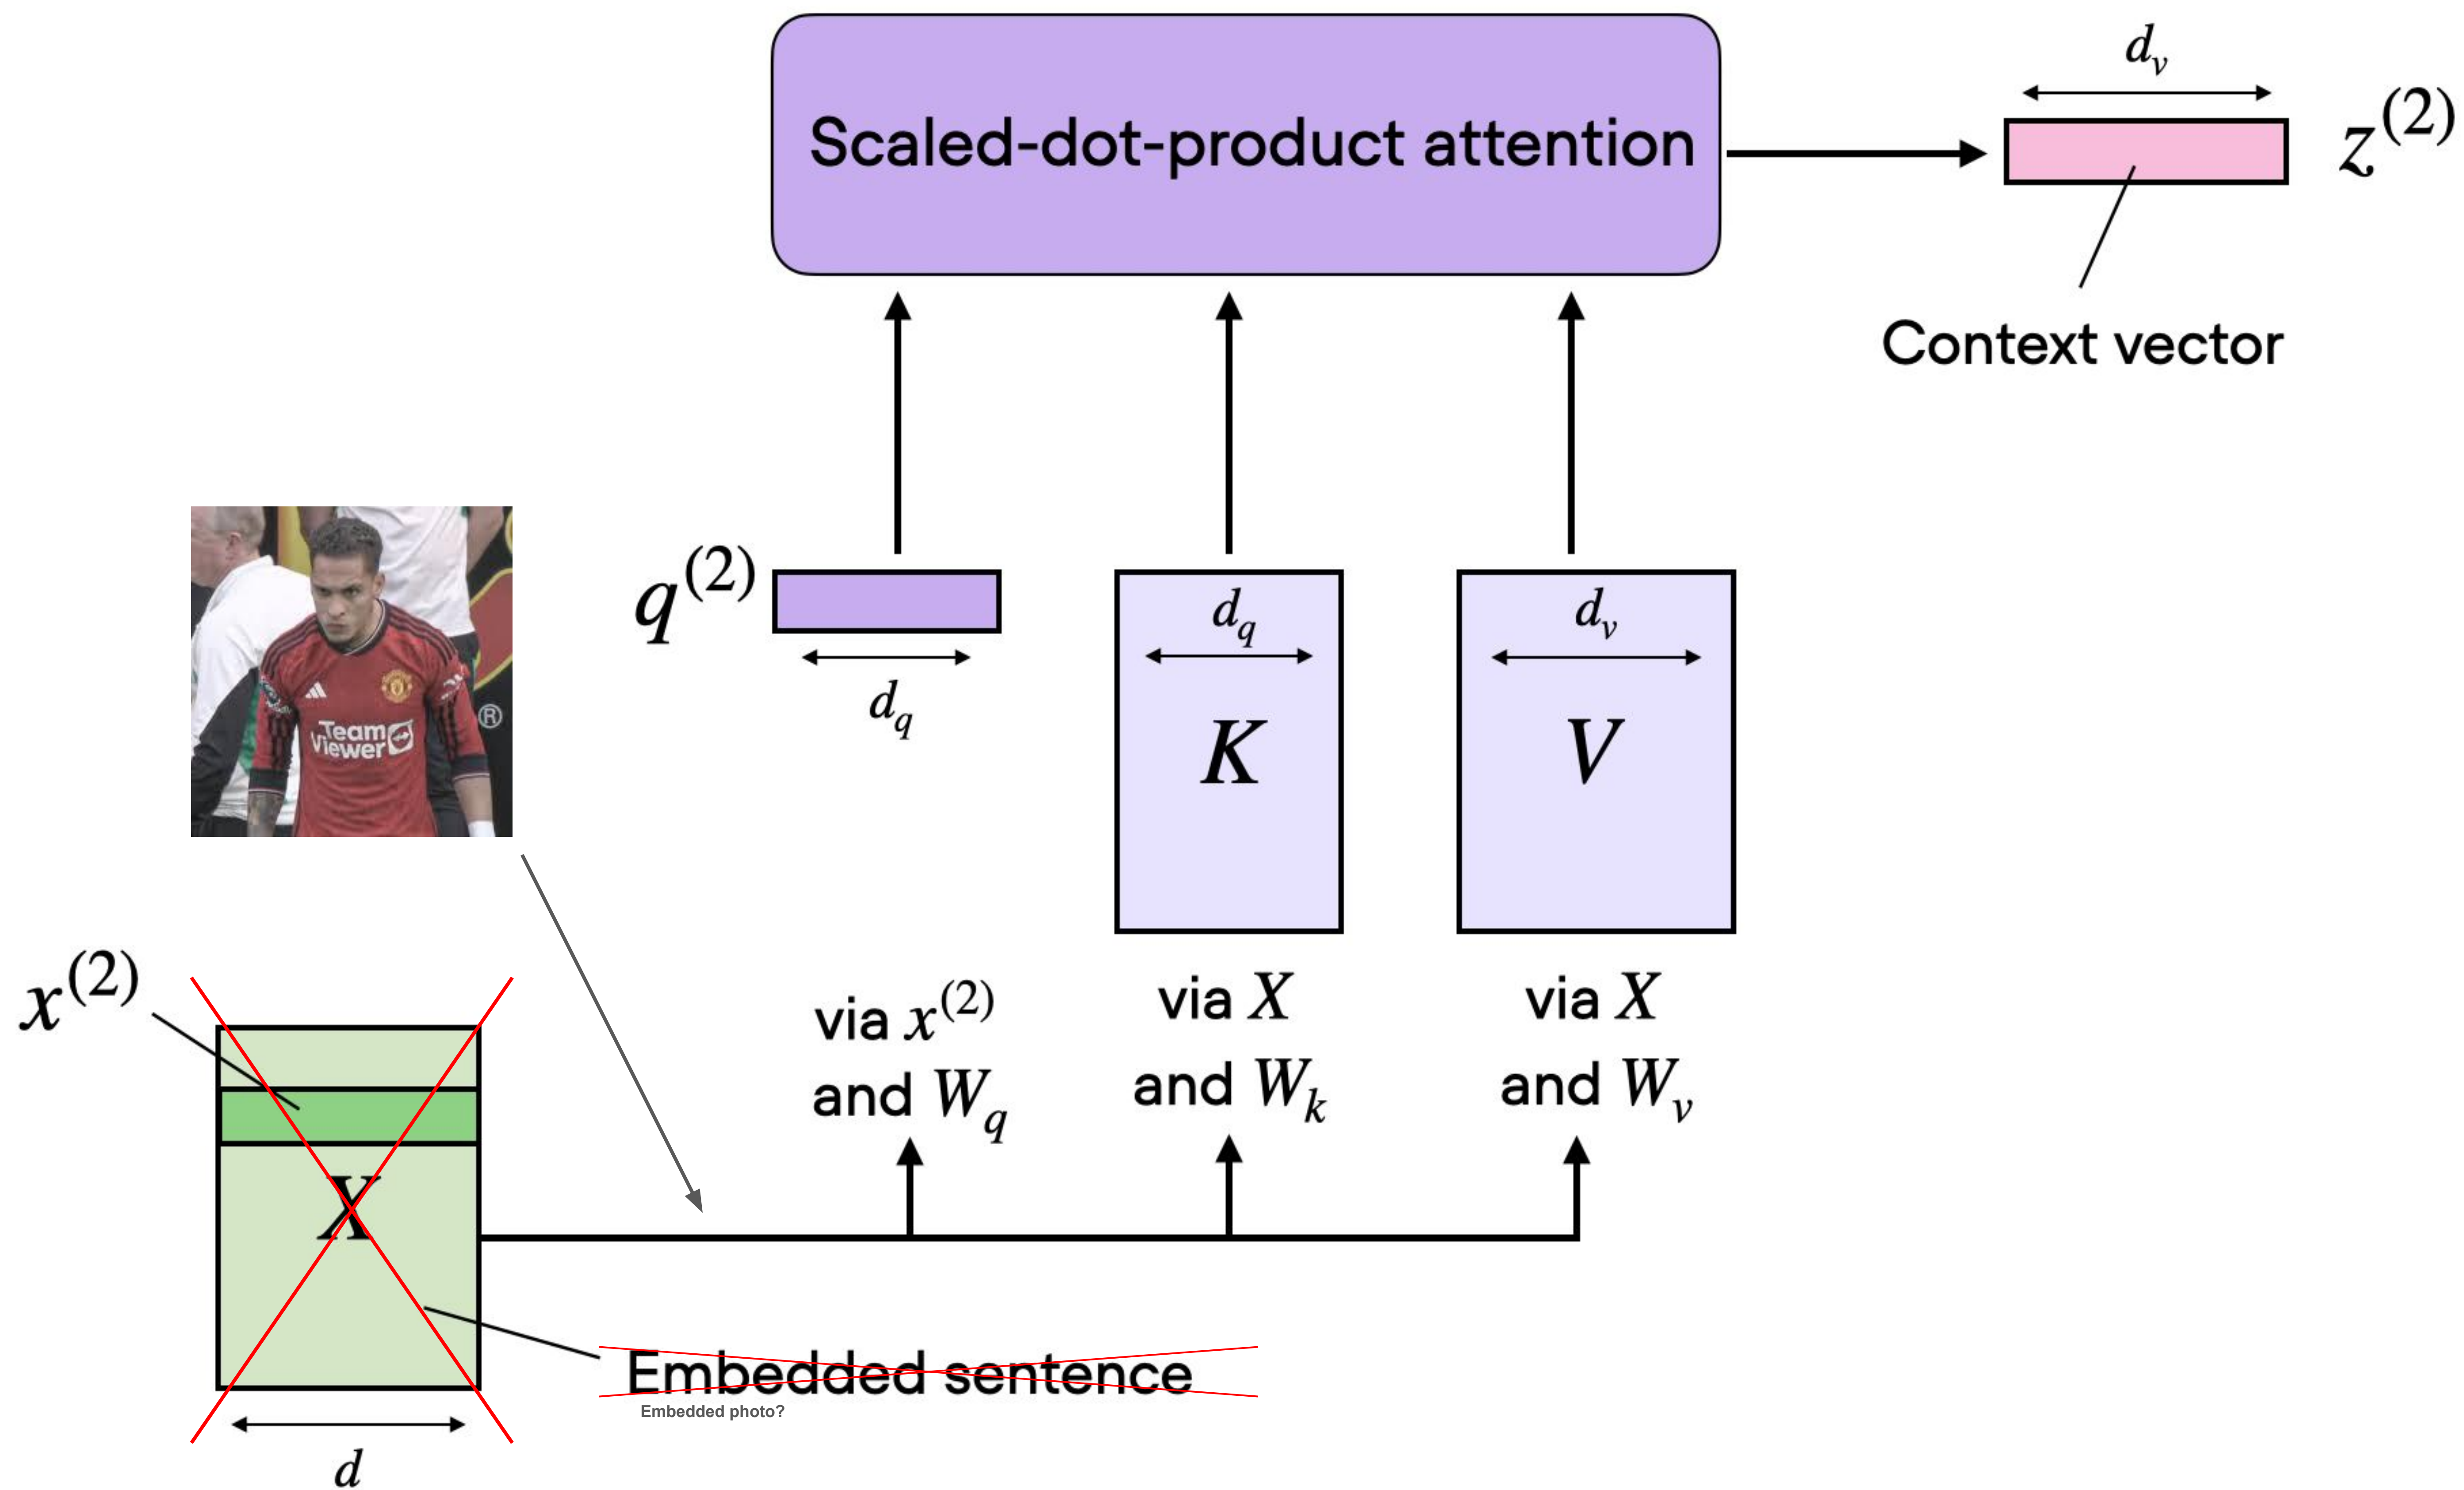 Scaled-dot-product attention
d_v
z^(2)
Context vector
q^(2)
d_q
d_q
K
d_v
V
Team
Viewer
®
x^(2)
via x^(2)
and W_q
via X
and W_k
via X
and W_v
X
Embedded sentence
Embedded photo?
d